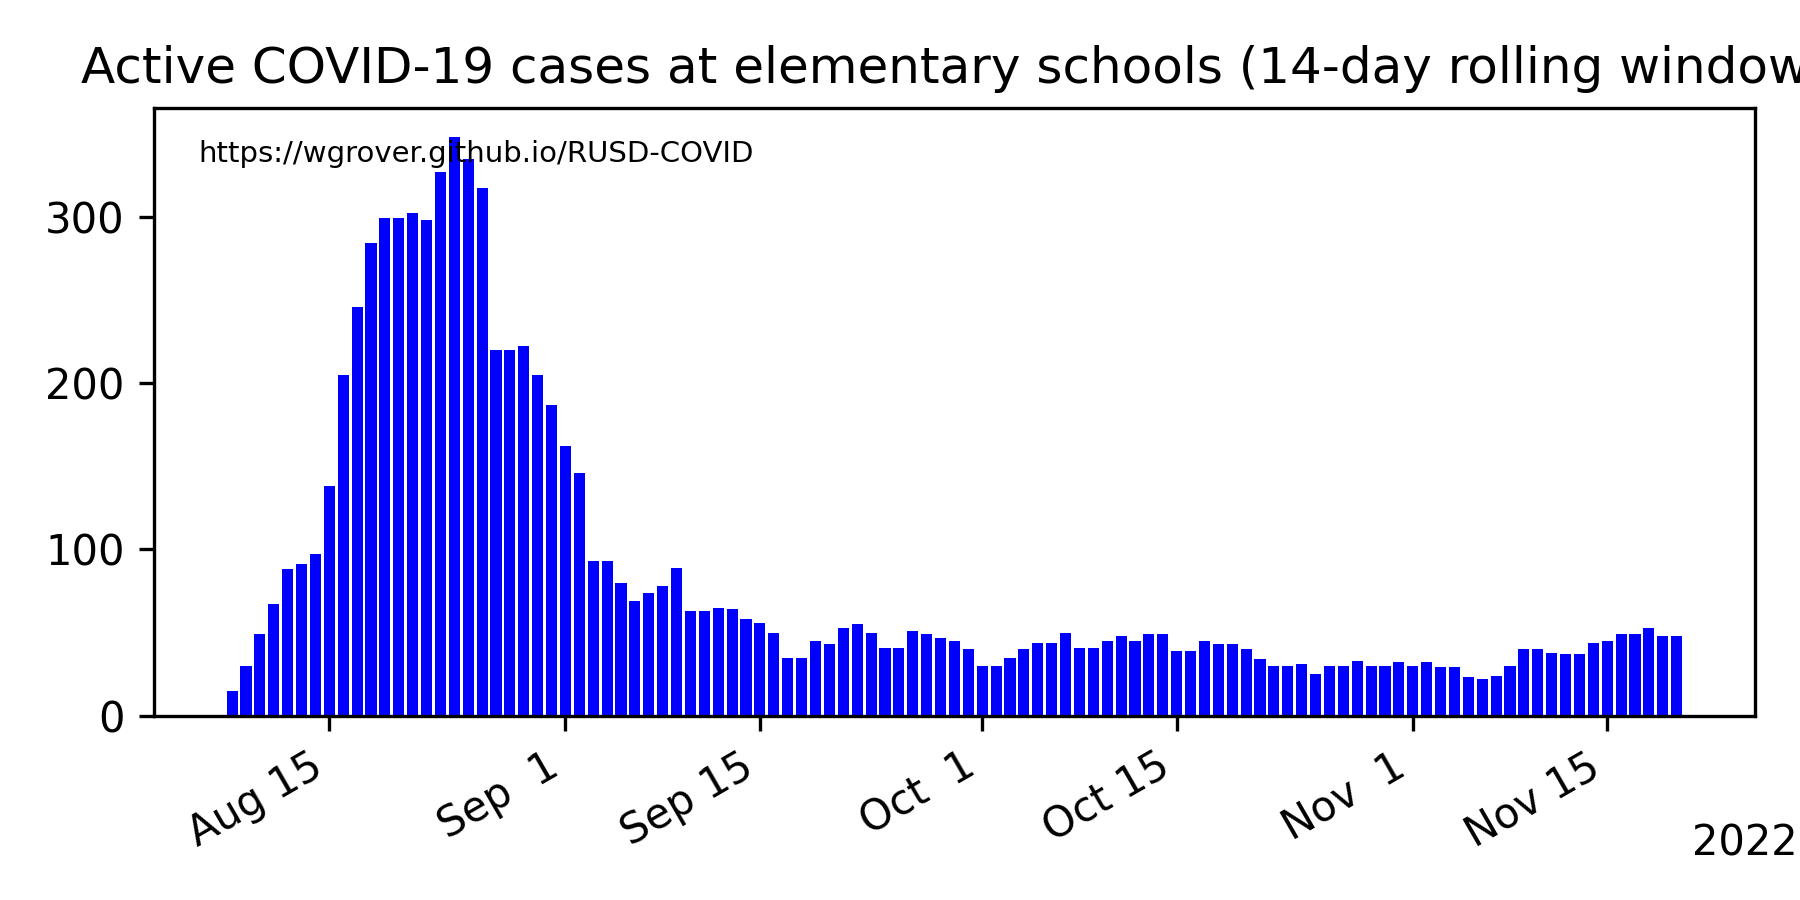 Active COVID-19 cases at elementary schools (14-day rolling window
https://wgrover.github.io/RUSD-COVID
300
200
100
0
Aug 15
Sep 1
Sep 15
Oct 1
Oct 15
Nov 1
Nov 15
2022